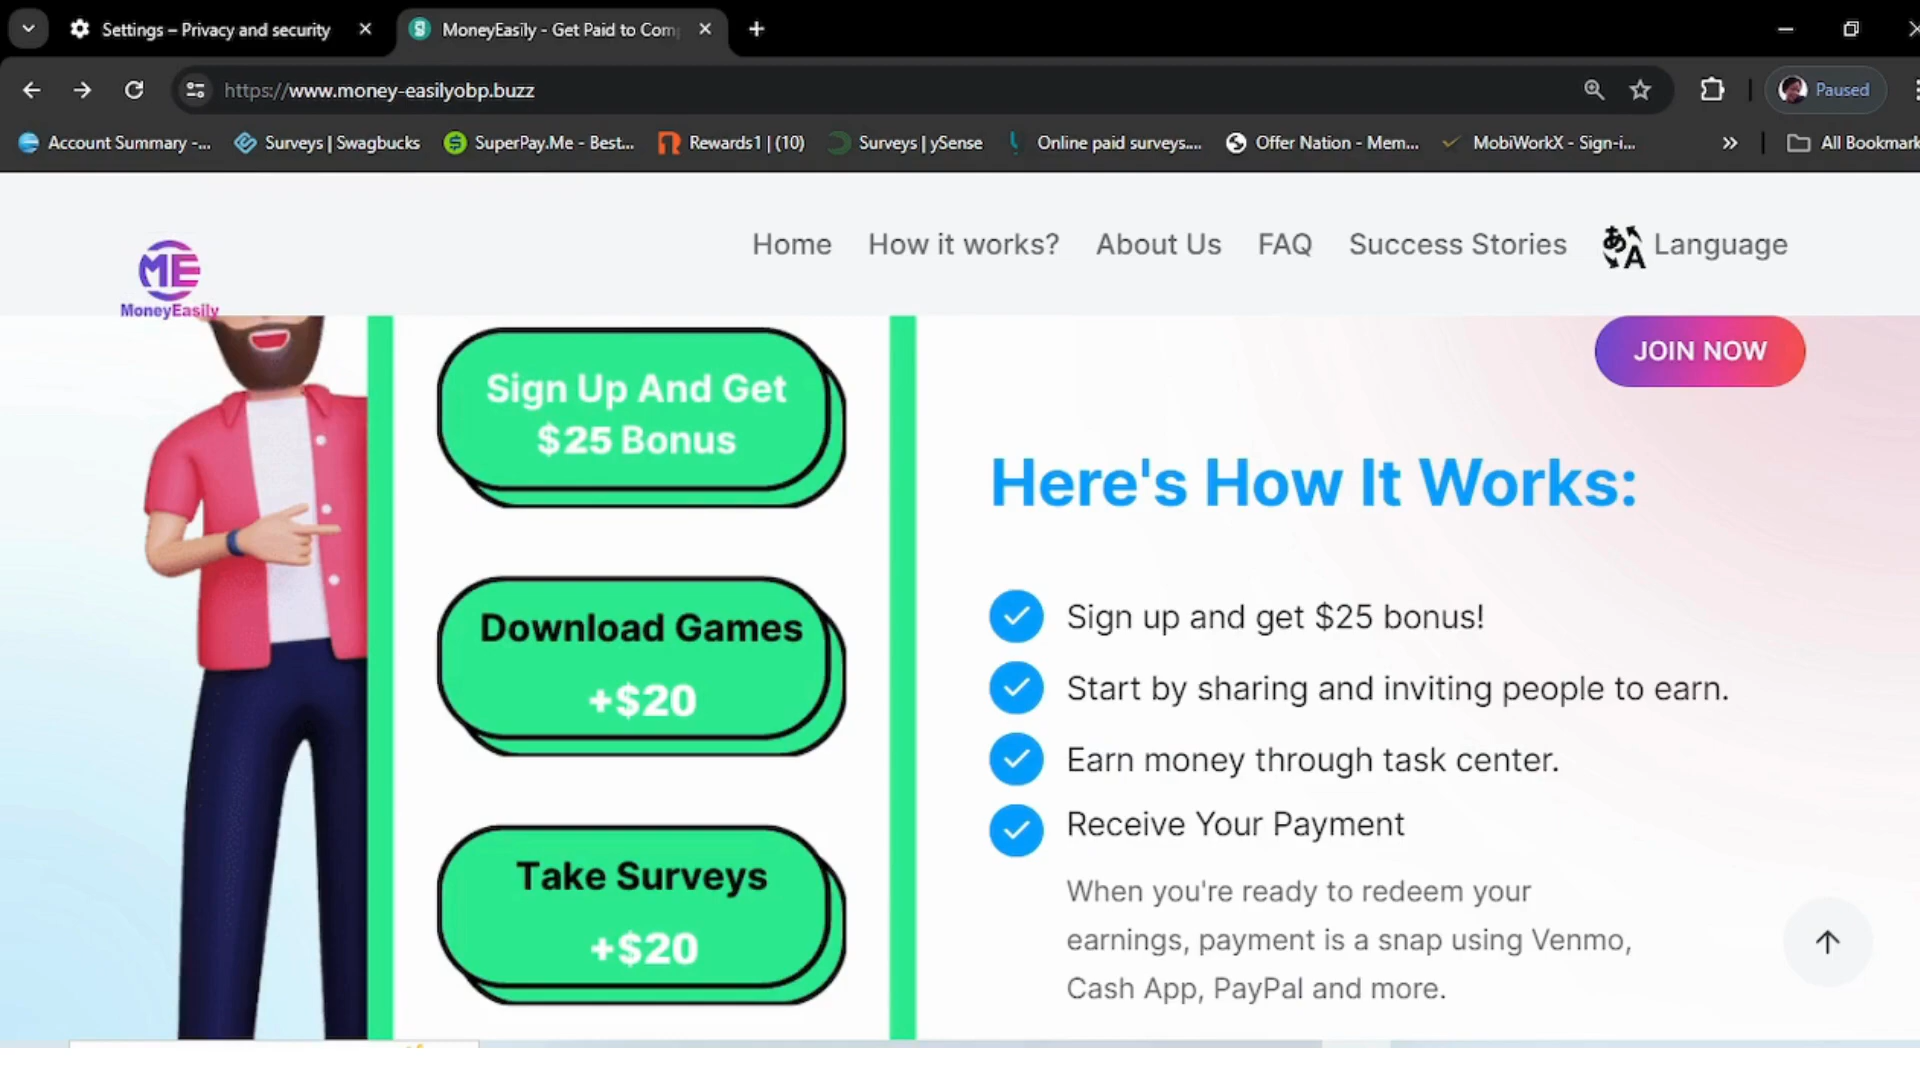 Settings – Privacy and security
MoneyEasily - Get Paid to Com
https://www.money-easilyobp.buzz
Paused
Account Summary -...
Surveys | Swagbucks
SuperPay.Me - Best...
Rewards1 | (10)
Surveys | ySense
Online paid surveys....
Offer Nation - Mem...
MobiWorkX - Sign-i...
All Bookmark
ME
MoneyEasily
Home
How it works?
About Us
FAQ
Success Stories
Language
JOIN NOW
Sign Up And Get
$25 Bonus
Download Games
+$20
Take Surveys
+$20
Here's How It Works:
Sign up and get $25 bonus!
Start by sharing and inviting people to earn.
Earn money through task center.
Receive Your Payment
When you're ready to redeem your
earnings, payment is a snap using Venmo,
Cash App, PayPal and more.